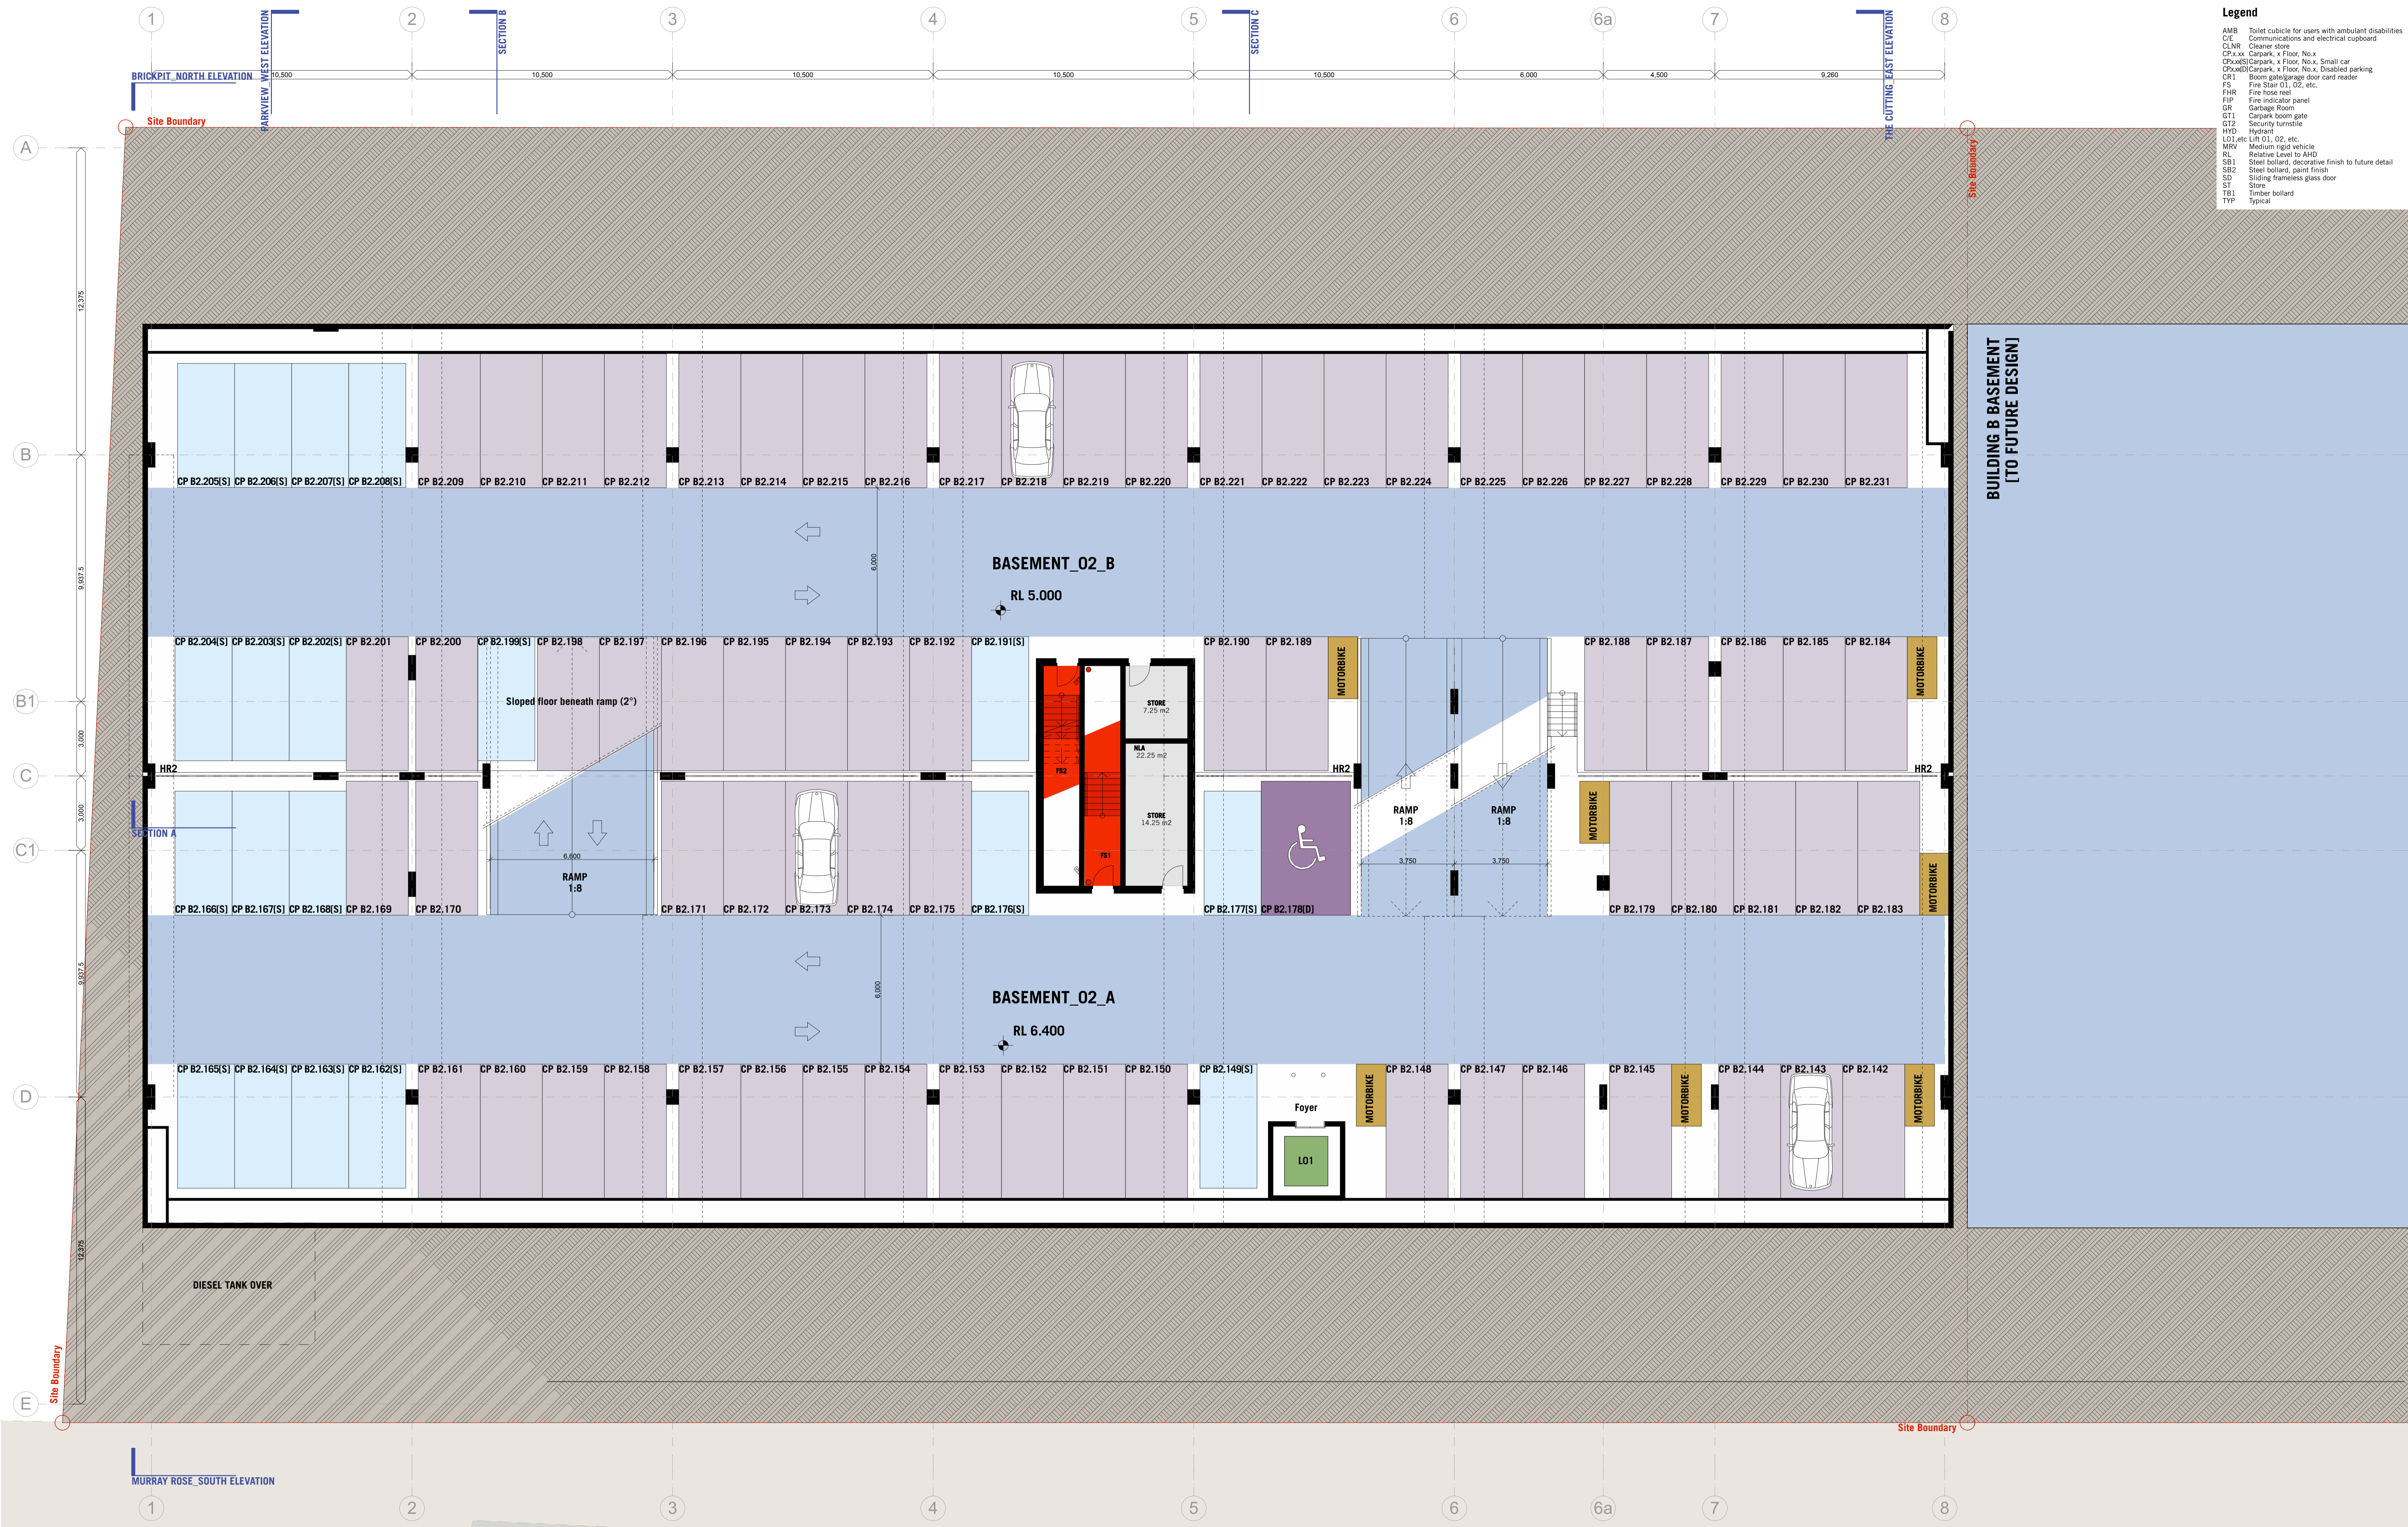 1 2 3 4 5 6 6a 7 8
PARKVIEW_WEST ELEVATION
SECTION B
SECTION C
THE CUTTING_EAST ELEVATION
BRICKPIT_NORTH ELEVATION
10,500 10,500 10,500 10,500 10,500 6,000 4,500 9,260
Legend
AMB Toilet cubicle for users with ambulant disabilities
C/E Communications and electrical cupboard
CLNR Cleaner store
CP.x.xx Carpark, x Floor, No.x
CP.x.xx[S] Carpark, x Floor, No.x, Small car
CP.x.xx[D] Carpark, x Floor, No.x, Disabled parking
CR1 Boom gate/garage door card reader
FS Fire Stair 01, 02, etc.
FHR Fire hose reel
FIP Fire indicator panel
GR Garbage Room
GT1 Carpark boom gate
GT2 Security turnstile
HYD Hydrant
LO1,etc Lift 01, 02, etc.
MRV Medium rigid vehicle
RL Relative Level to AHD
SB1 Steel bollard, decorative finish to future detail
SB2 Steel bollard, paint finish
SD Sliding frameless glass door
ST Store
TB1 Timber bollard
TYP Typical
Site Boundary
Site Boundary
A
12,375
B
9,937.5
B1
3,000
C
3,000
C1
9,937.5
D
12,375
E
BUILDING B BASEMENT
[TO FUTURE DESIGN]
CP B2.205[S] CP B2.206[S] CP B2.207[S] CP B2.208[S] CP B2.209 CP B2.210 CP B2.211 CP B2.212 CP B2.213 CP B2.214 CP B2.215 CP B2.216 CP B2.217 CP B2.218 CP B2.219 CP B2.220 CP B2.221 CP B2.222 CP B2.223 CP B2.224 CP B2.225 CP B2.226 CP B2.227 CP B2.228 CP B2.229 CP B2.230 CP B2.231
6,000
BASEMENT_02_B
RL 5.000
CP B2.204[S] CP B2.203[S] CP B2.202[S] CP B2.201 CP B2.200 CP B2.199[S] CP B2.198 CP B2.197 CP B2.196 CP B2.195 CP B2.194 CP B2.193 CP B2.192 CP B2.191[S] CP B2.190 CP B2.189 CP B2.188 CP B2.187 CP B2.186 CP B2.185 CP B2.184
MOTORBIKE
MOTORBIKE
Sloped floor beneath ramp (2°)
STORE
7.25 m2
NLA
22.25 m2
HR2
FS2
HR2
HR2
RAMP
1:8
RAMP
1:8
STORE
14.25 m2
MOTORBIKE
SECTION A
FS1
6,600
3,750 3,750
RAMP
1:8
MOTORBIKE
CP B2.166[S] CP B2.167[S] CP B2.168[S] CP B2.169 CP B2.170 CP B2.171 CP B2.172 CP B2.173 CP B2.174 CP B2.175 CP B2.176[S] CP B2.177[S] CP B2.178[D] CP B2.179 CP B2.180 CP B2.181 CP B2.182 CP B2.183
6,000
BASEMENT_02_A
RL 6.400
CP B2.165[S] CP B2.164[S] CP B2.163[S] CP B2.162[S] CP B2.161 CP B2.160 CP B2.159 CP B2.158 CP B2.157 CP B2.156 CP B2.155 CP B2.154 CP B2.153 CP B2.152 CP B2.151 CP B2.150 CP B2.149[S] CP B2.148 CP B2.147 CP B2.146 CP B2.145 CP B2.144 CP B2.143 CP B2.142
Foyer
MOTORBIKE
MOTORBIKE
MOTORBIKE
LO1
DIESEL TANK OVER
Site Boundary
Site Boundary
MURRAY ROSE_SOUTH ELEVATION
1 2 3 4 5 6 6a 7 8